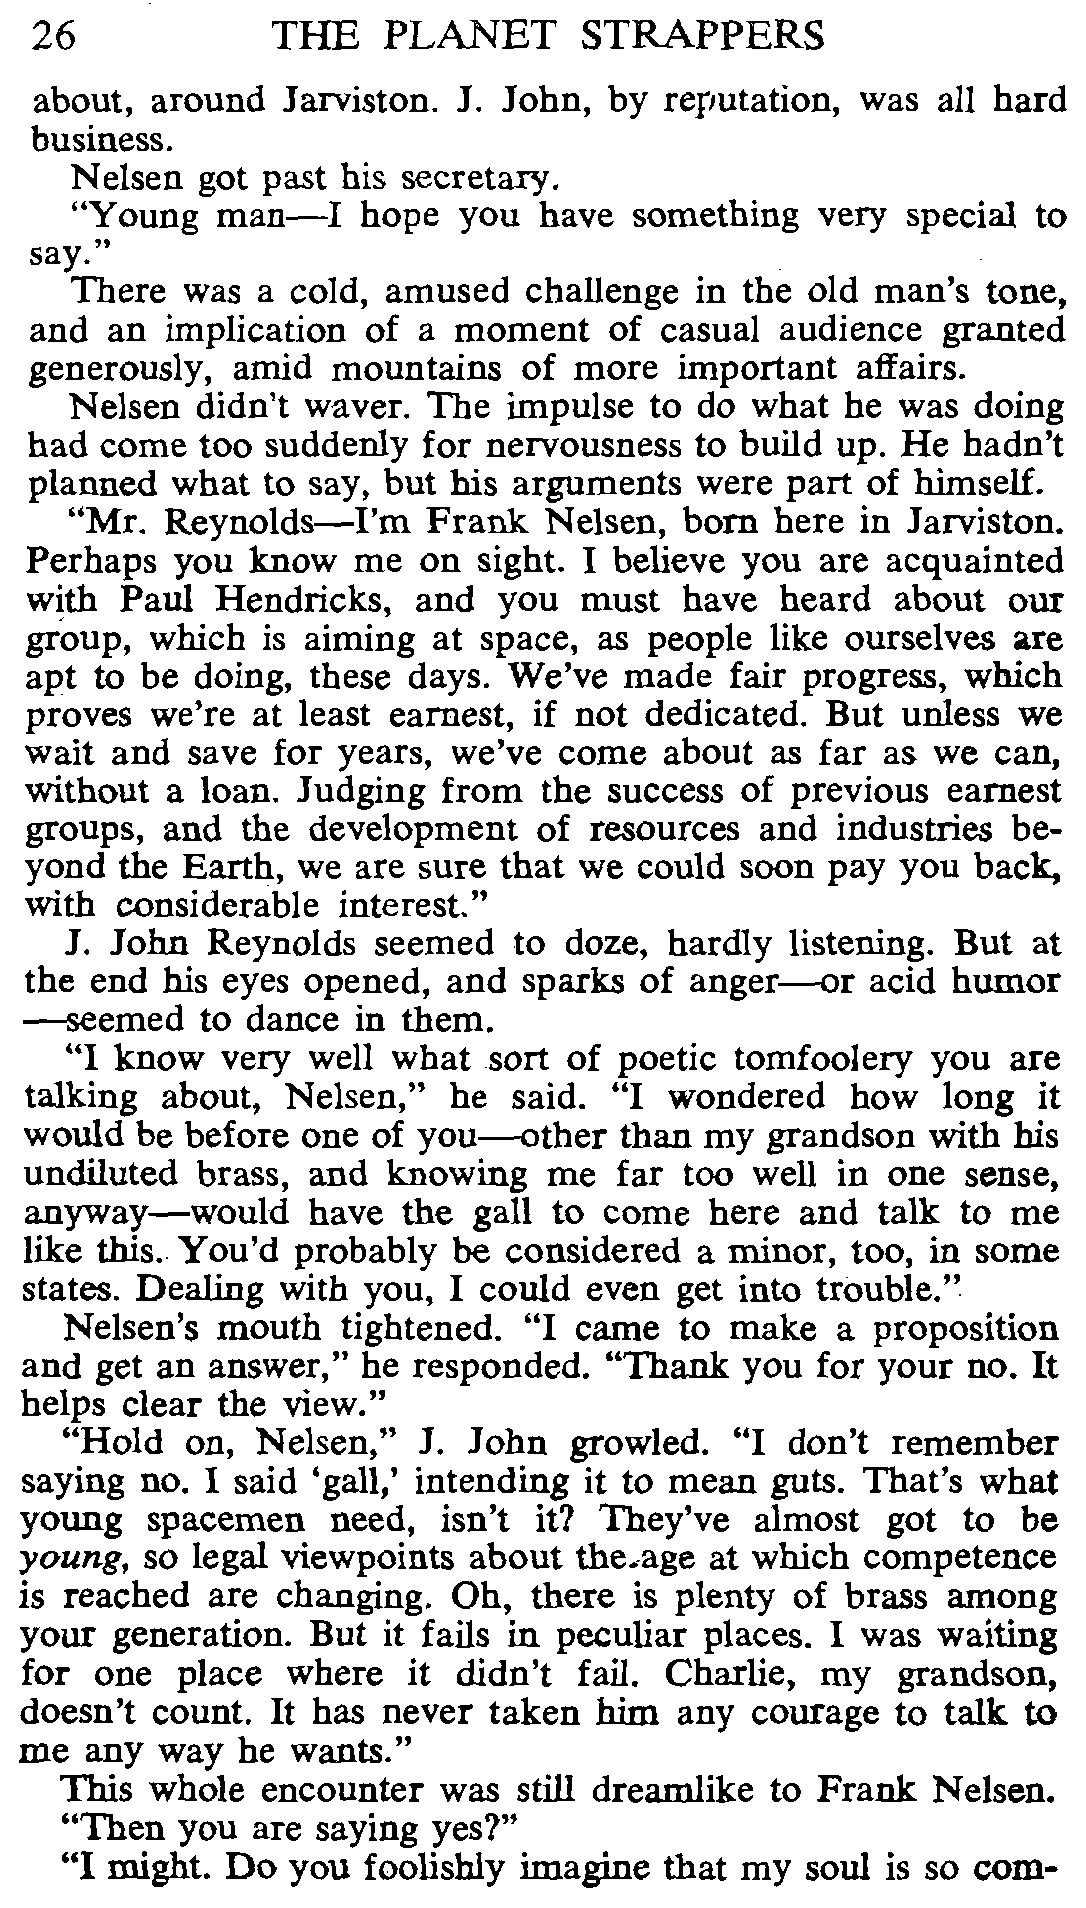 26 THE PLANET STRAPPERS
about, around Jarviston. J. John, by reputation, was all hard
business.
Nelsen got past his secretary.
“Young man—I hope you have something very special to
say.”
There was a cold, amused challenge in the old man's tone,
and an implication of a moment of casual audience granted
generously, amid mountains of more important affairs.
Nelsen didn't waver. The impulse to do what he was doing
had come too suddenly for nervousness to build up. He hadn't
planned what to say, but his arguments were part of himself.
“Mr. Reynolds—I'm Frank Nelsen, born here in Jarviston.
Perhaps you know me on sight. I believe you are acquainted
with Paul Hendricks, and you must have heard about our
group, which is aiming at space, as people like ourselves are
apt to be doing, these days. We've made fair progress, which
proves we're at least earnest, if not dedicated. But unless we
wait and save for years, we've come about as far as we can,
without a loan. Judging from the success of previous earnest
groups, and the development of resources and industries be-
yond the Earth, we are sure that we could soon pay you back,
with considerable interest.”
J. John Reynolds seemed to doze, hardly listening. But at
the end his eyes opened, and sparks of anger—or acid humor
—seemed to dance in them.
“I know very well what sort of poetic tomfoolery you are
talking about, Nelsen,” he said. “I wondered how long it
would be before one of you—other than my grandson with his
undiluted brass, and knowing me far too well in one sense,
anyway—would have the gall to come here and talk to me
like this. You'd probably be considered a minor, too, in some
states. Dealing with you, I could even get into trouble.”
Nelsen's mouth tightened. “I came to make a proposition
and get an answer,” he responded. “Thank you for your no. It
helps clear the view.”
“Hold on, Nelsen,” J. John growled. “I don't remember
saying no. I said ‘gall,’ intending it to mean guts. That's what
young spacemen need, isn't it? They've almost got to be
young, so legal viewpoints about the age at which competence
is reached are changing. Oh, there is plenty of brass among
your generation. But it fails in peculiar places. I was waiting
for one place where it didn't fail. Charlie, my grandson,
doesn't count. It has never taken him any courage to talk to
me any way he wants.”
This whole encounter was still dreamlike to Frank Nelsen.
“Then you are saying yes?”
“I might. Do you foolishly imagine that my soul is so com-